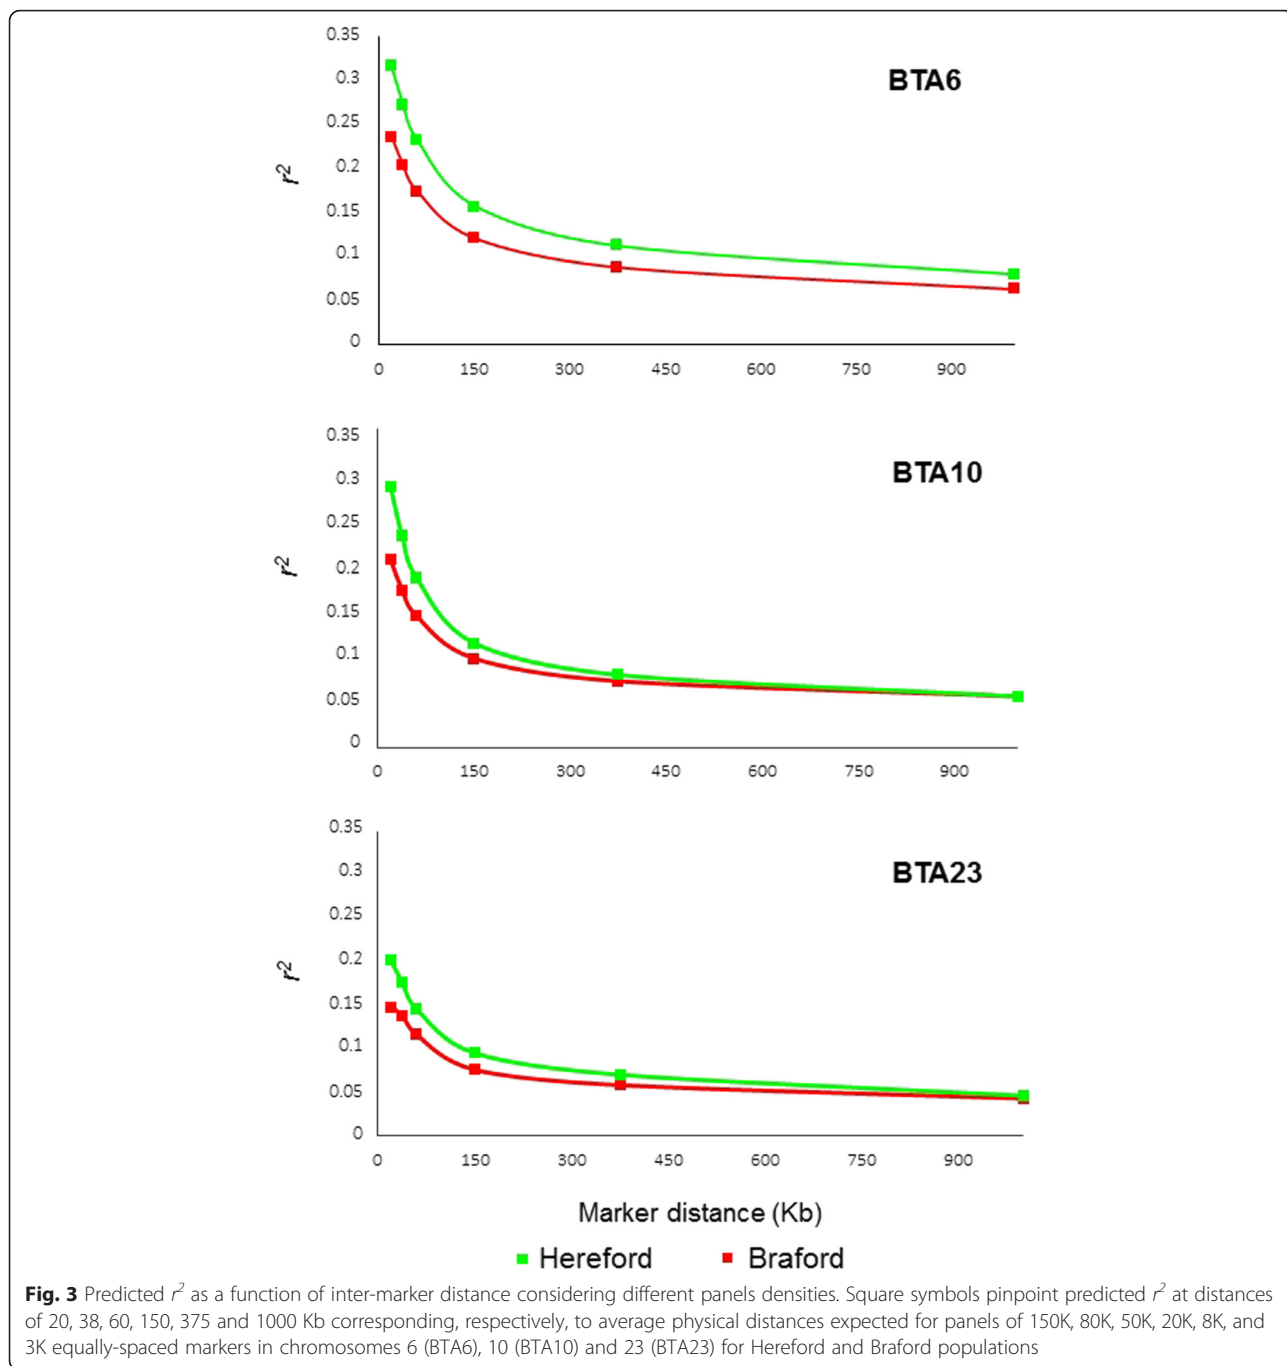 BTA6
0.35
0.3
0.25
0.2
0.15
0.1
0.05
0
r²
0 150 300 450 600 750 900
BTA10
0.35
0.3
0.25
0.2
0.15
0.1
0.05
0
r²
0 150 300 450 600 750 900
BTA23
0.35
0.3
0.25
0.2
0.15
0.1
0.05
0
r²
0 150 300 450 600 750 900
Marker distance (Kb)
Hereford Braford
Fig. 3 Predicted r² as a function of inter-marker distance considering different panels densities. Square symbols pinpoint predicted r² at distances
of 20, 38, 60, 150, 375 and 1000 Kb corresponding, respectively, to average physical distances expected for panels of 150K, 80K, 50K, 20K, 8K, and
3K equally-spaced markers in chromosomes 6 (BTA6), 10 (BTA10) and 23 (BTA23) for Hereford and Braford populations